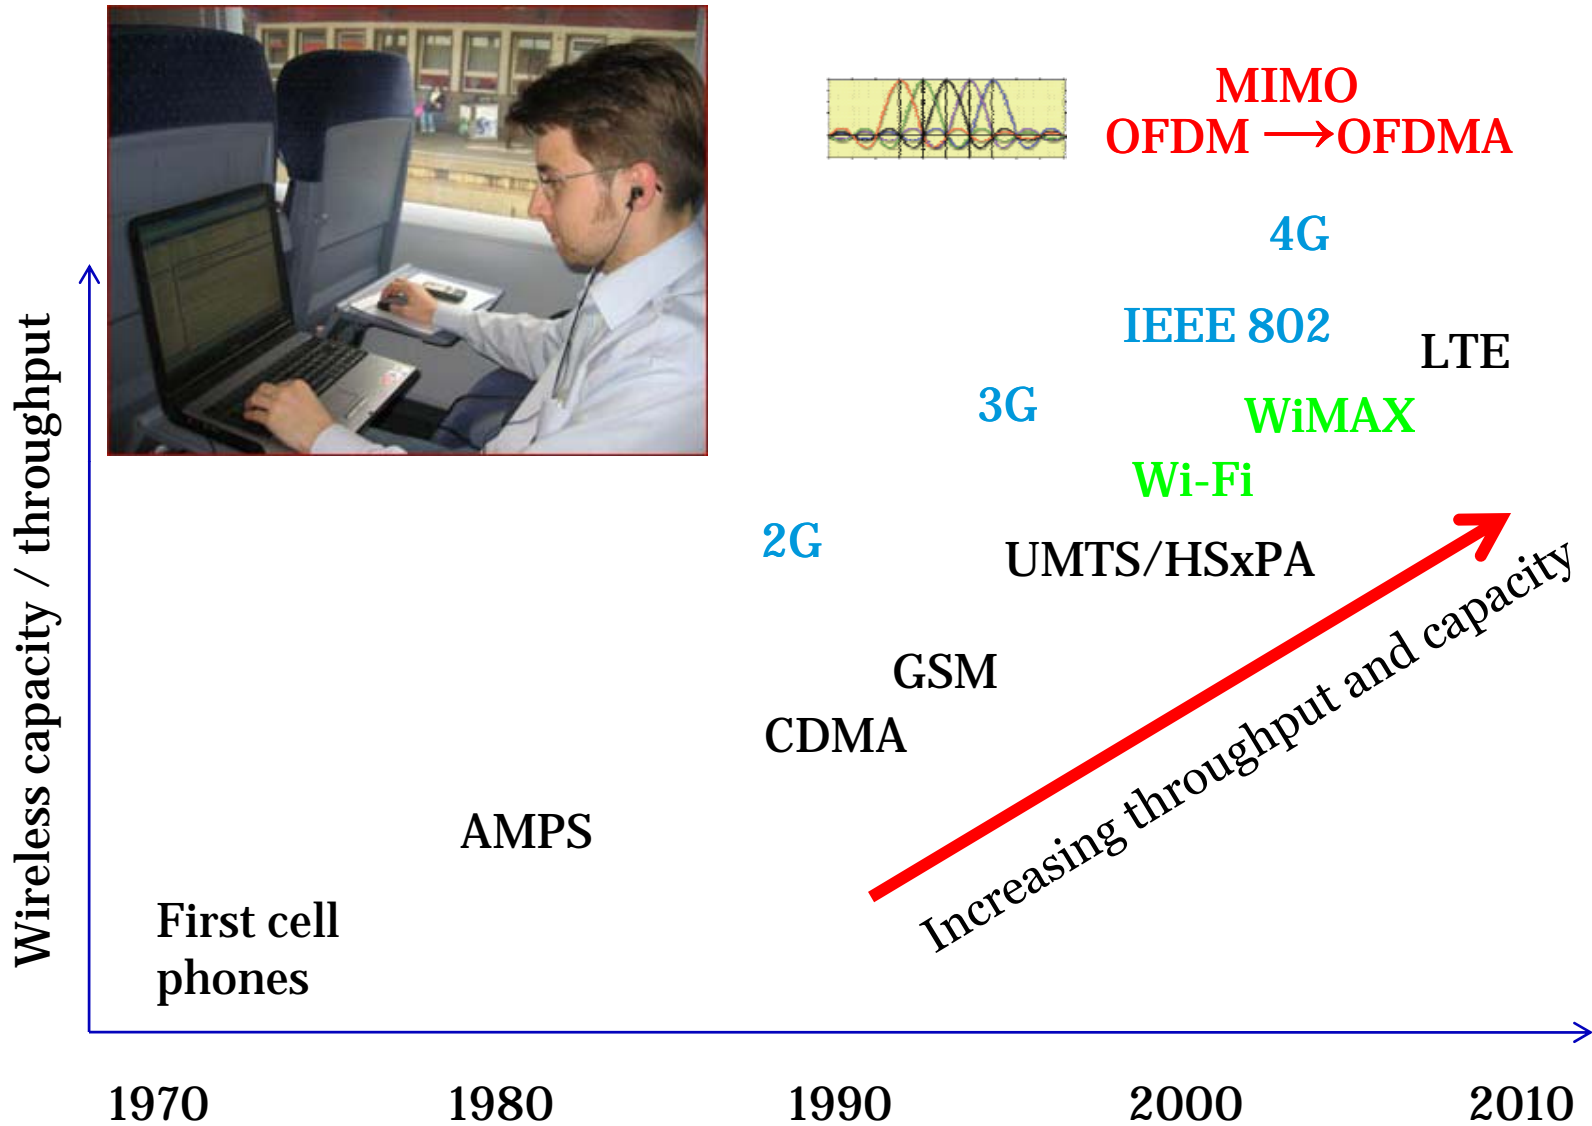 MIMO
OFDM →OFDMA
4G
IEEE 802
LTE
3G
WiMAX
Wi-Fi
2G
UMTS/HSxPA
GSM
CDMA
AMPS
First cell
phones
Increasing throughput and capacity
Wireless capacity / throughput
1970 1980 1990 2000 2010